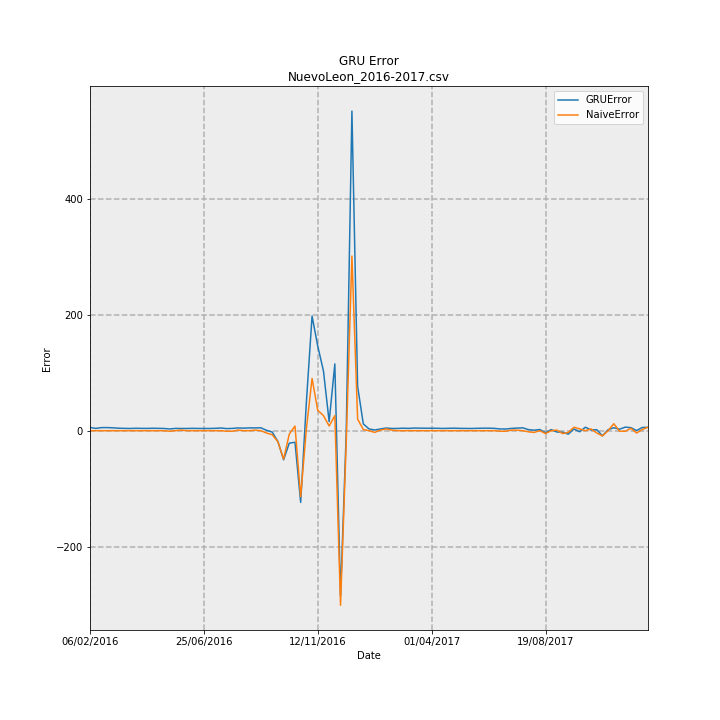 GRU Error
NuevoLeon_2016-2017.csv
GRUError
NaiveError
400
200
0
−200
Error
06/02/2016
25/06/2016
12/11/2016
01/04/2017
19/08/2017
Date